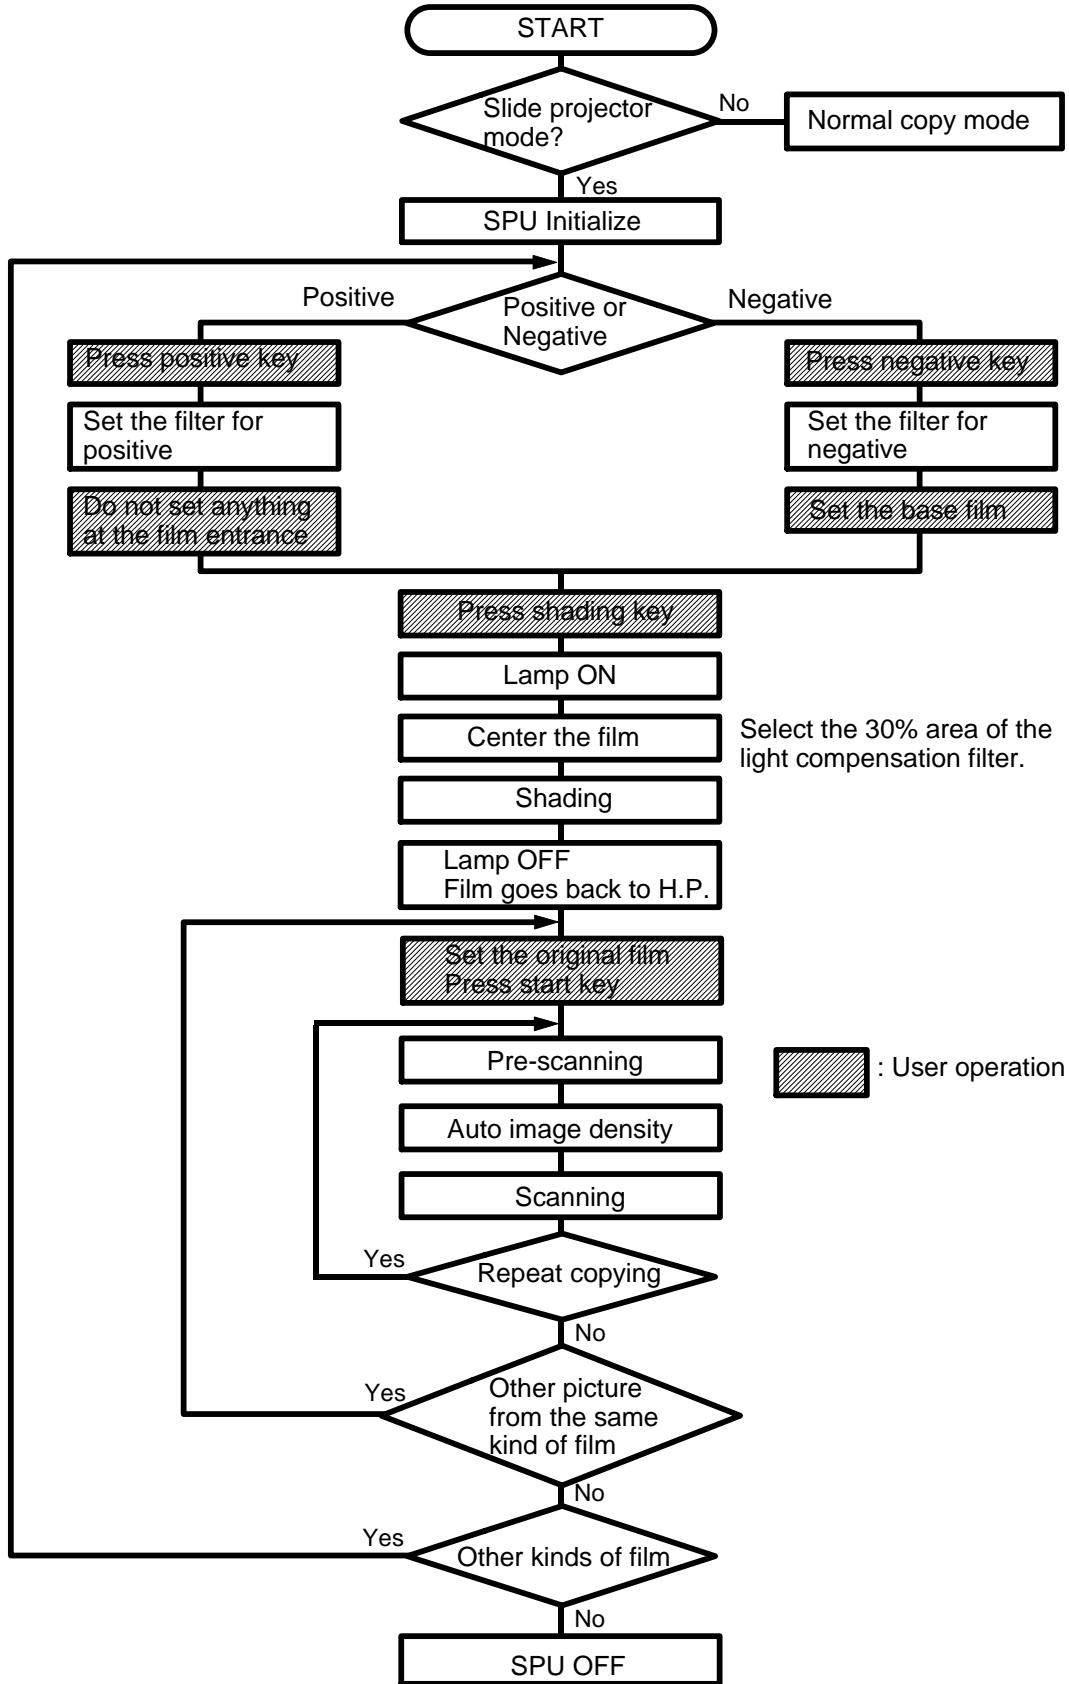 START
Slide projector
mode?
No
Normal copy mode
Yes
SPU Initialize
Positive
Positive or
Negative
Negative
Press positive key
Press negative key
Set the filter for
positive
Set the filter for
negative
Do not set anything
at the film entrance
Set the base film
Press shading key
Lamp ON
Center the film
Select the 30% area of the
light compensation filter.
Shading
Lamp OFF
Film goes back to H.P.
Set the original film
Press start key
Pre-scanning
: User operation
Auto image density
Scanning
Yes
Repeat copying
No
Yes
Other picture
from the same
kind of film
No
Yes
Other kinds of film
No
SPU OFF